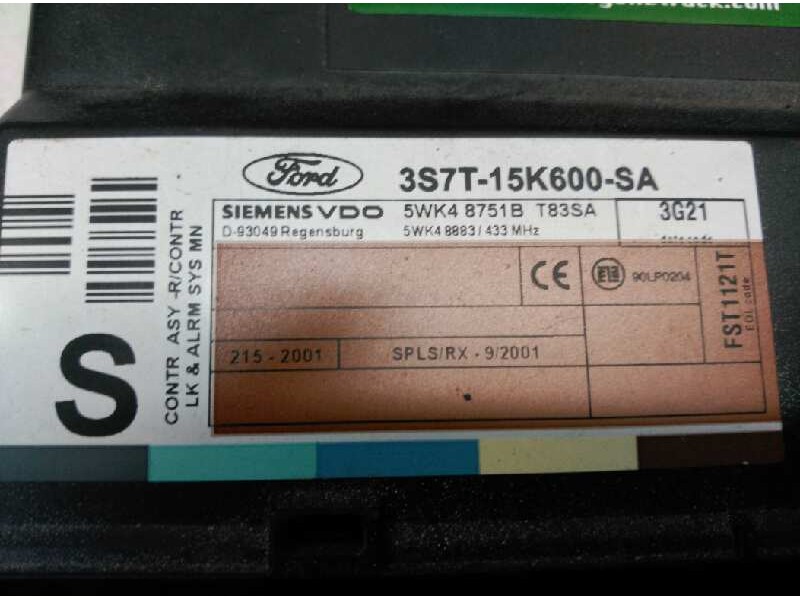 Ford
3S7T-15K600-SA
SIEMENS VDO
5WK4 8751B T83SA
3G21
D-93049 Regensburg
5WK4 8883 / 433 MHz
date code
CE
90LP0204
FST1121T
EOL code
215 - 2001
SPLS/RX - 9/2001
S
CONTR ASY -R/CONTR
LK & ALRM SYS MN